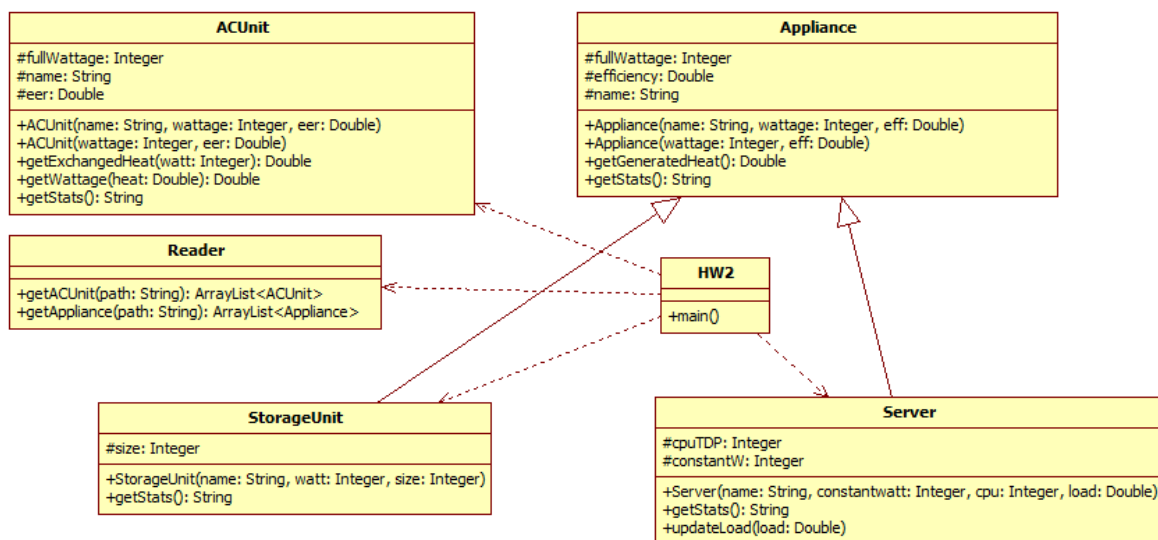 ACUnit
#fullWattage: Integer
#name: String
#eer: Double
+ACUnit(name: String, wattage: Integer, eer: Double)
+ACUnit(wattage: Integer, eer: Double)
+getExchangedHeat(watt: Integer): Double
+getWattage(heat: Double): Double
+getStats(): String
Appliance
#fullWattage: Integer
#efficiency: Double
#name: String
+Appliance(name: String, wattage: Integer, eff: Double)
+Appliance(wattage: Integer, eff: Double)
+getGeneratedHeat(): Double
+getStats(): String
Reader
+getACUnit(path: String): ArrayList<ACUnit>
+getAppliance(path: String): ArrayList<Appliance>
HW2
+main()
StorageUnit
#size: Integer
+StorageUnit(name: String, watt: Integer, size: Integer)
+getStats(): String
Server
#cpuTDP: Integer
#constantW: Integer
+Server(name: String, constantwatt: Integer, cpu: Integer, load: Double)
+getStats(): String
+updateLoad(load: Double)